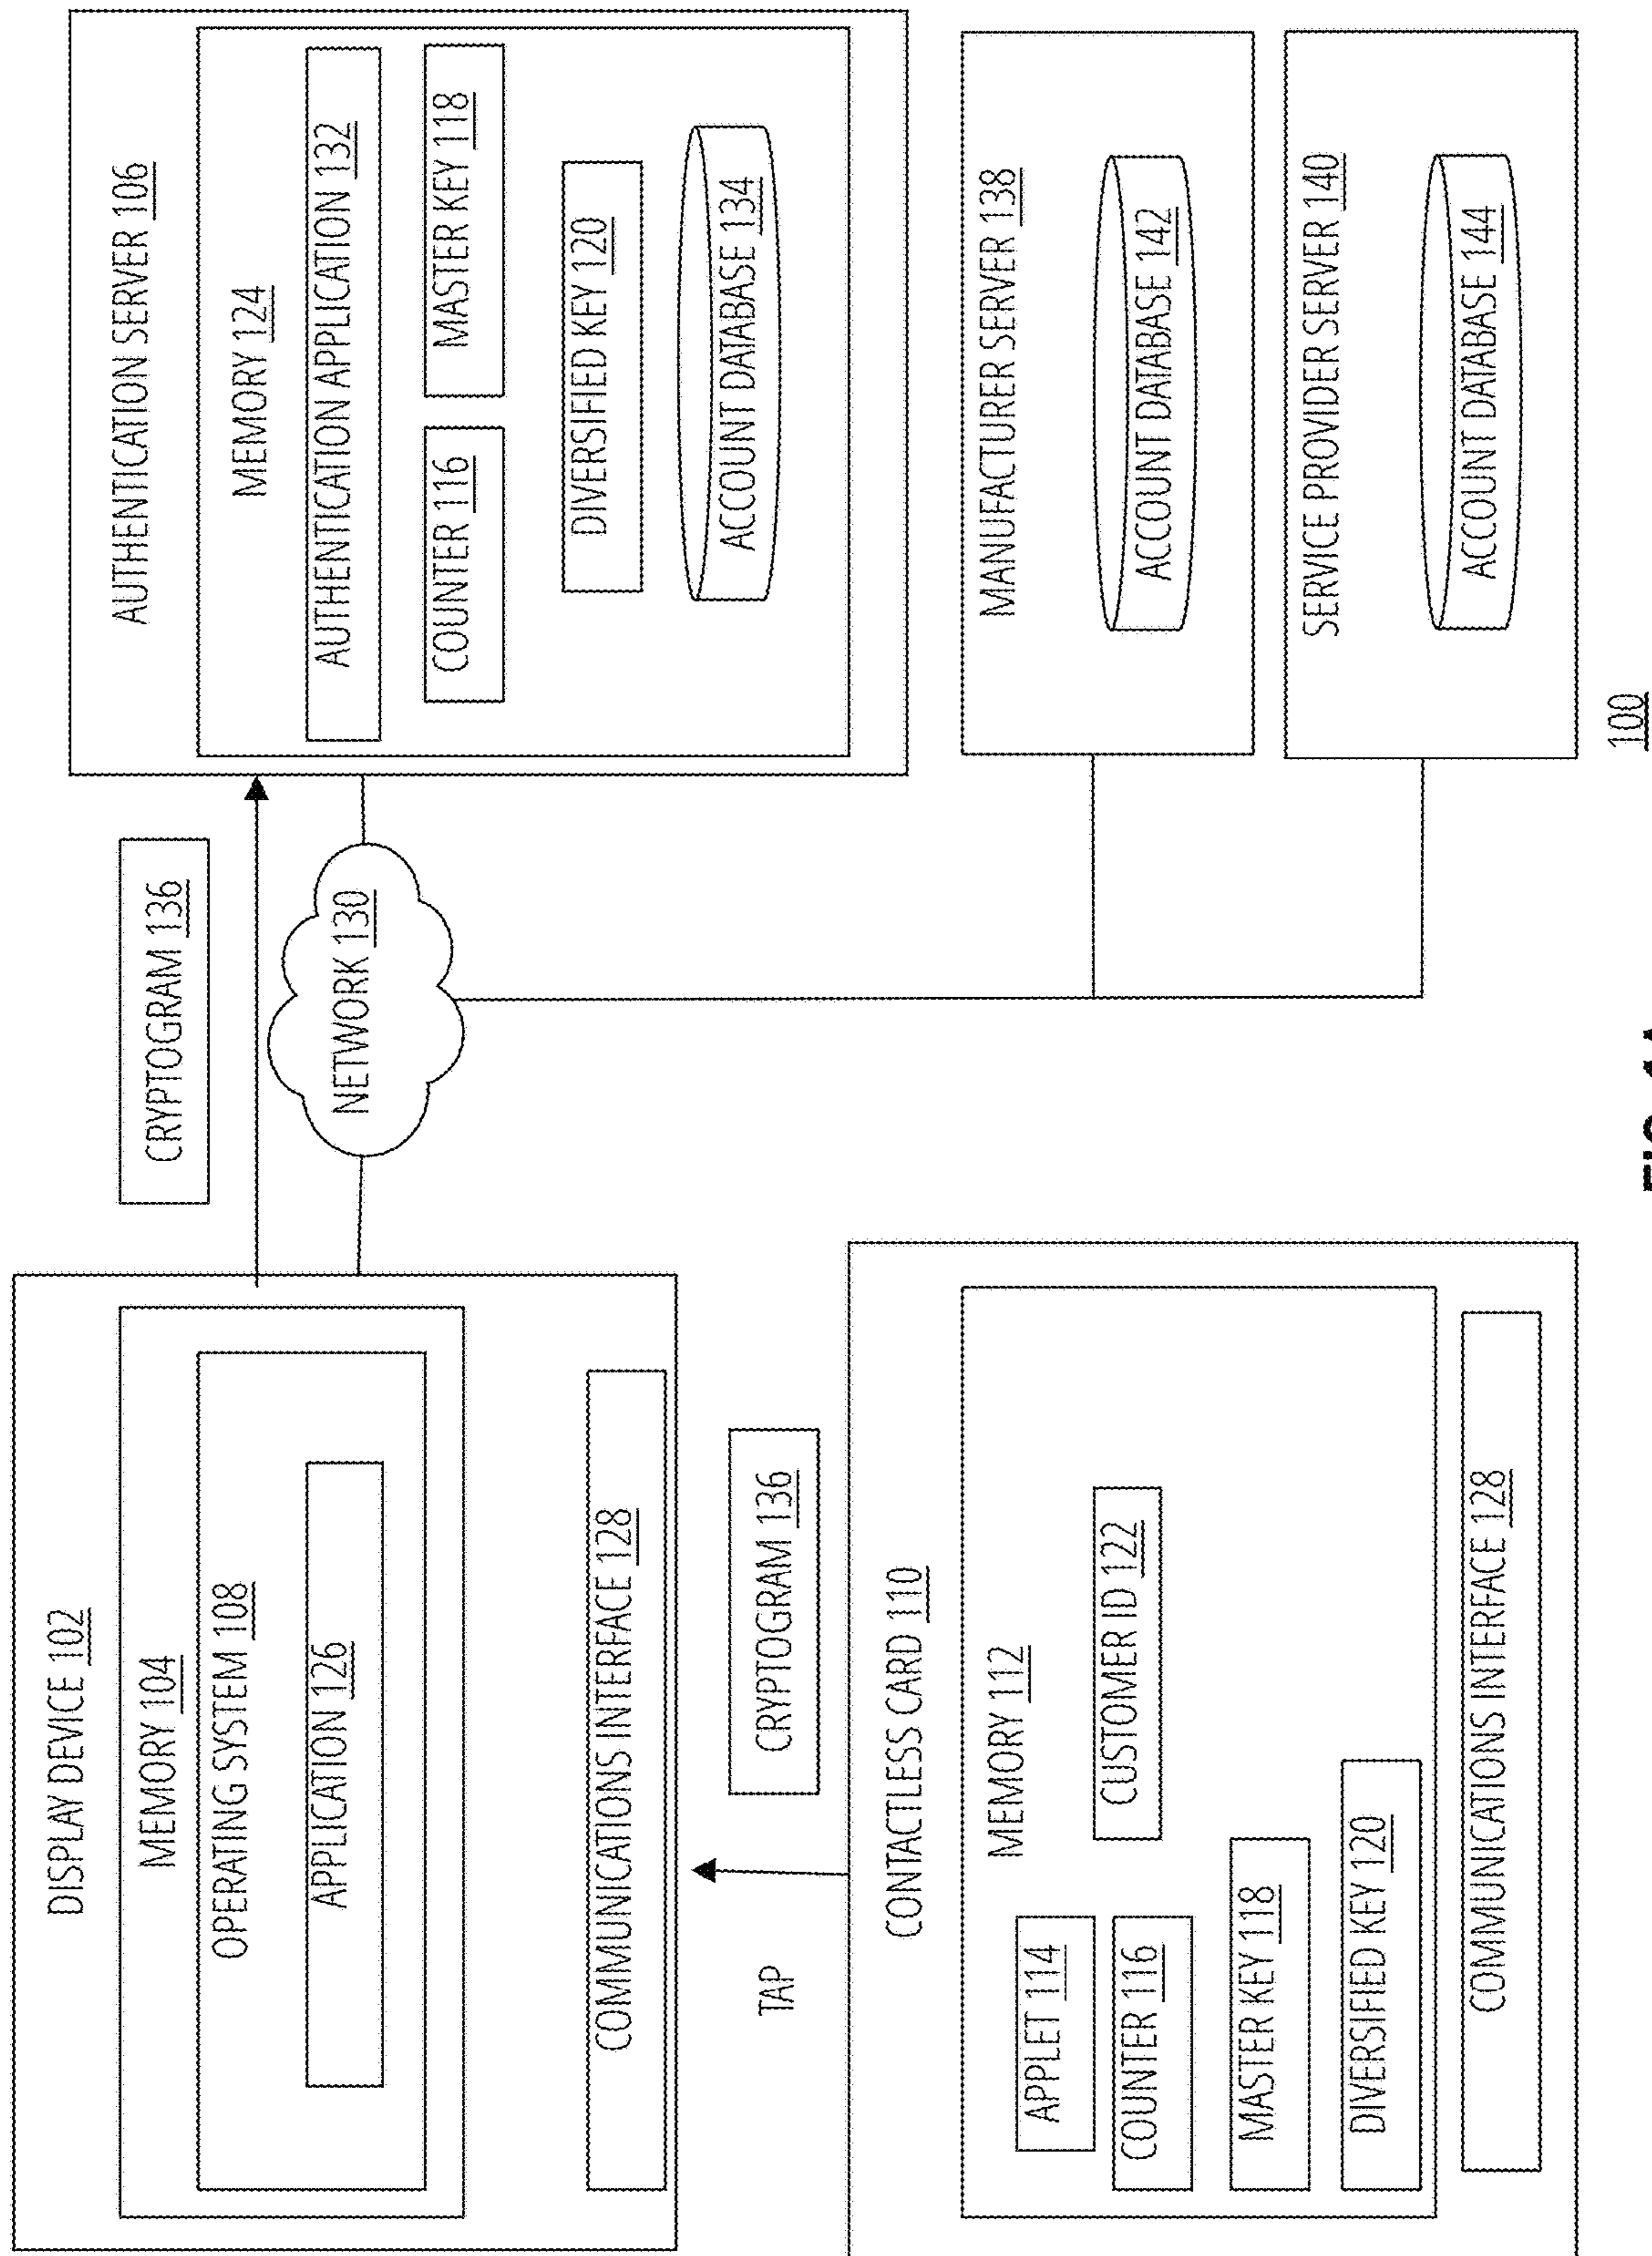 DISPLAY DEVICE 102
MEMORY 104
OPERATING SYSTEM 108
APPLICATION 126
COMMUNICATIONS INTERFACE 128
CRYPTOGRAM 136
NETWORK 130
AUTHENTICATION SERVER 106
MEMORY 124
AUTHENTICATION APPLICATION 132
COUNTER 116
MASTER KEY 118
DIVERSIFIED KEY 120
ACCOUNT DATABASE 134
TAP
CRYPTOGRAM 136
CONTACTLESS CARD 110
MEMORY 112
APPLET 114
COUNTER 116
CUSTOMER ID 122
MASTER KEY 118
DIVERSIFIED KEY 120
COMMUNICATIONS INTERFACE 128
MANUFACTURER SERVER 138
ACCOUNT DATABASE 142
SERVICE PROVIDER SERVER 140
ACCOUNT DATABASE 144
100